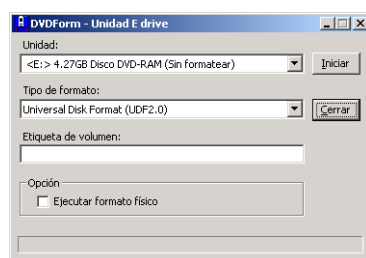 DVDForm - Unidad E drive
Unidad:
<E:> 4.27GB Disco DVD-RAM (Sin formatear)
Iniciar
Tipo de formato:
Universal Disk Format (UDF2.0)
Cerrar
Etiqueta de volumen:
Opción
Ejecutar formato físico